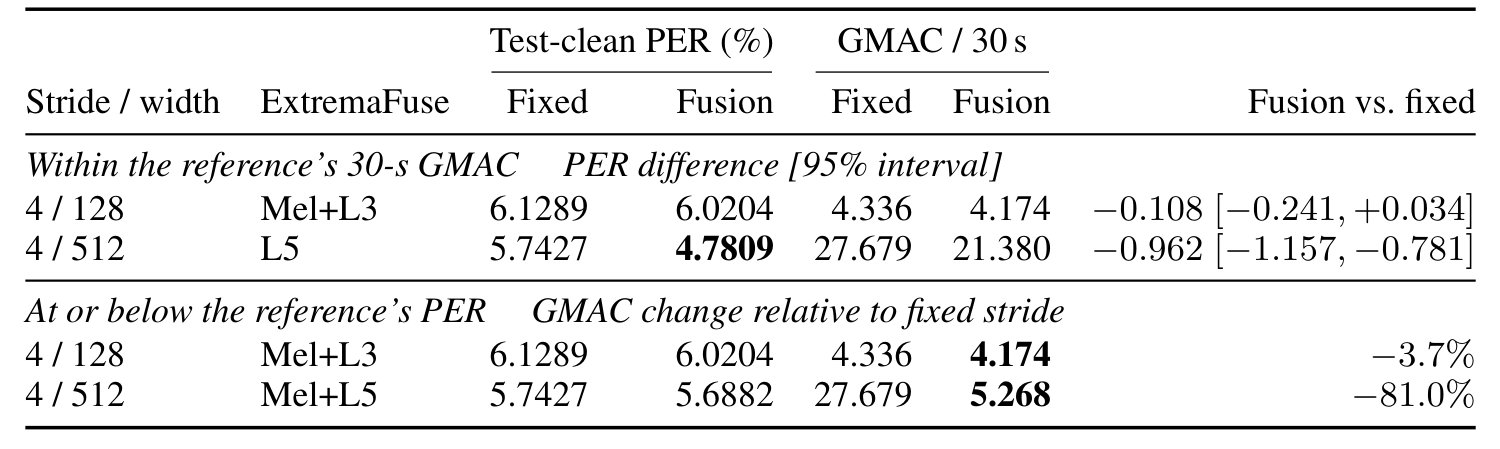 Test-clean PER (%) GMAC / 30 s
Stride / width ExtremaFuse Fixed Fusion Fixed Fusion Fusion vs. fixed
Within the reference's 30-s GMAC PER difference [95% interval]
4 / 128 Mel+L3 6.1289 6.0204 4.336 4.174 −0.108 [−0.241, +0.034]
4 / 512 L5 5.7427 4.7809 27.679 21.380 −0.962 [−1.157, −0.781]
At or below the reference's PER GMAC change relative to fixed stride
4 / 128 Mel+L3 6.1289 6.0204 4.336 4.174 −3.7%
4 / 512 Mel+L5 5.7427 5.6882 27.679 5.268 −81.0%